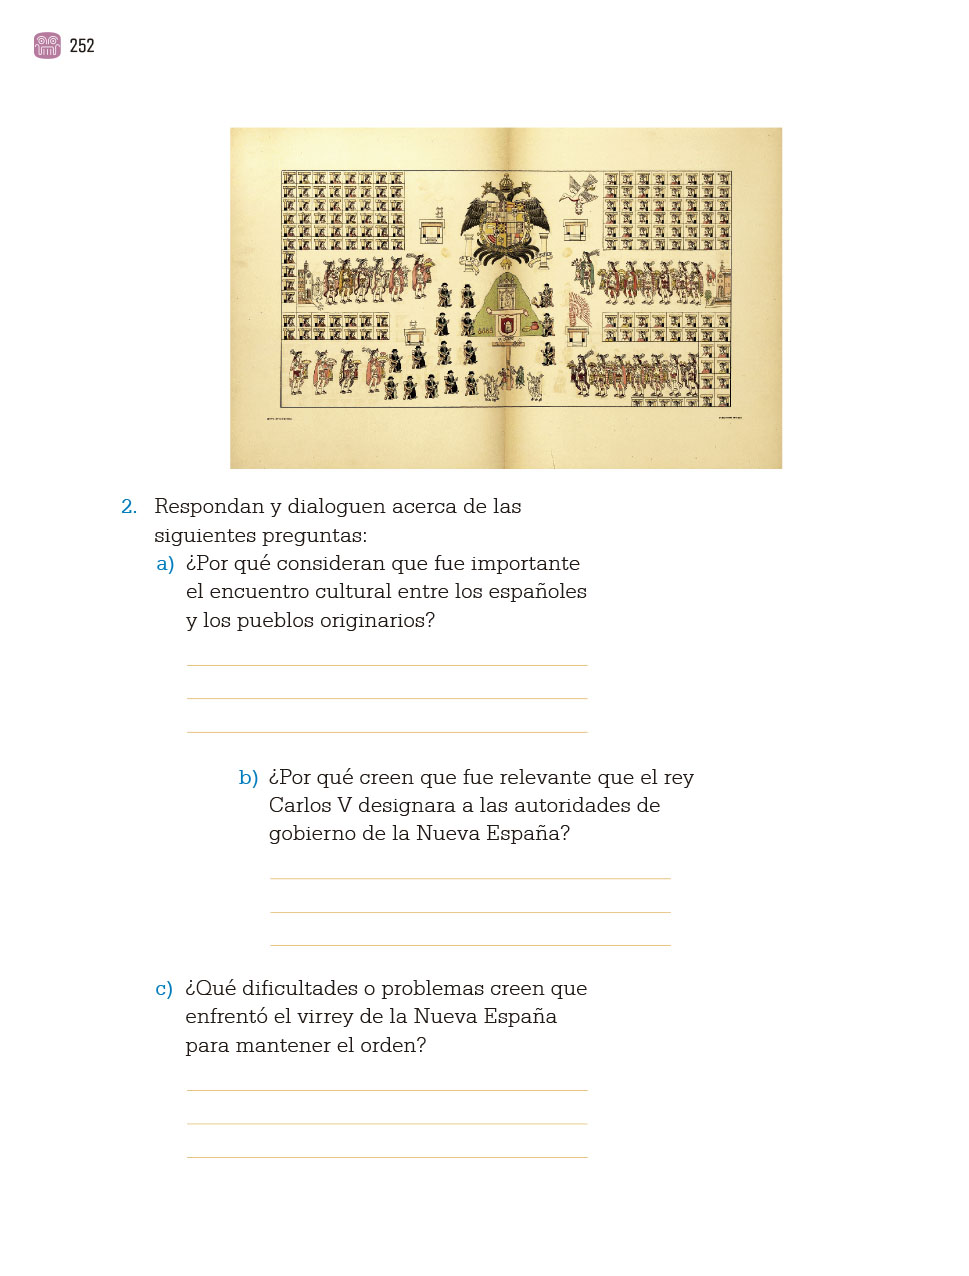 252
2. Respondan y dialoguen acerca de las
siguientes preguntas:
a) ¿Por qué consideran que fue importante
el encuentro cultural entre los españoles
y los pueblos originarios?
b) ¿Por qué creen que fue relevante que el rey
Carlos V designara a las autoridades de
gobierno de la Nueva España?
c) ¿Qué dificultades o problemas creen que
enfrentó el virrey de la Nueva España
para mantener el orden?